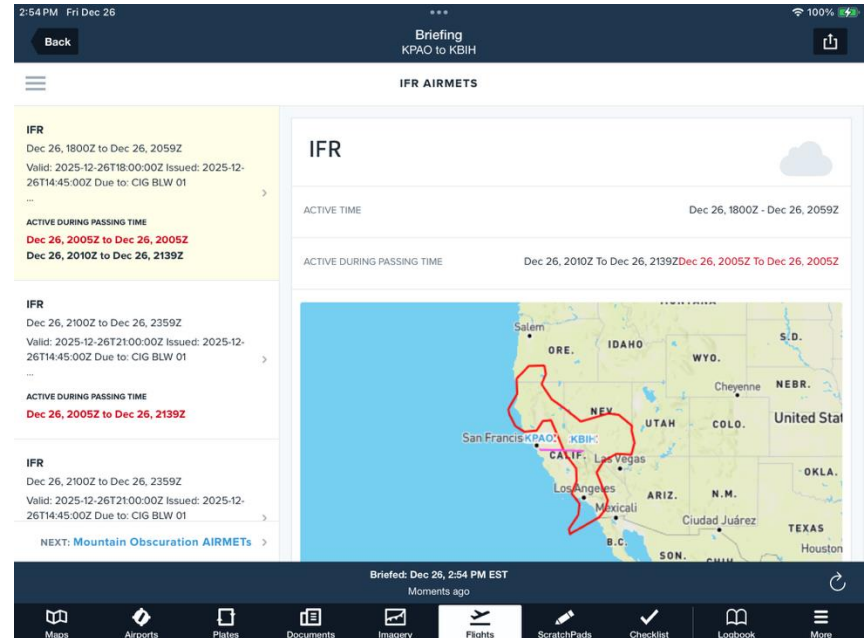 2:54 PM Fri Dec 26
100%
Back
Briefing
KPAO to KBIH
IFR AIRMETS
IFR
Dec 26, 1800Z to Dec 26, 2059Z
Valid: 2025-12-26T18:00:00Z Issued: 2025-12-
26T14:45:00Z Due to: CIG BLW 01
...
ACTIVE DURING PASSING TIME
Dec 26, 2005Z to Dec 26, 2005Z
Dec 26, 2010Z to Dec 26, 2139Z
IFR
Dec 26, 2100Z to Dec 26, 2359Z
Valid: 2025-12-26T21:00:00Z Issued: 2025-12-
26T14:45:00Z Due to: CIG BLW 01
...
ACTIVE DURING PASSING TIME
Dec 26, 2005Z to Dec 26, 2139Z
IFR
Dec 26, 2100Z to Dec 26, 2359Z
Valid: 2025-12-26T21:00:00Z Issued: 2025-12-
26T14:45:00Z Due to: CIG BLW 01
NEXT: Mountain Obscuration AIRMETs
IFR
ACTIVE TIME
Dec 26, 1800Z - Dec 26, 2059Z
ACTIVE DURING PASSING TIME
Dec 26, 2010Z To Dec 26, 2139ZDec 26, 2005Z To Dec 26, 2005Z
Salem
ORE.
IDAHO
WYO.
S.D.
Cheyenne
NEBR.
NEV.
UTAH
COLO.
United Stat
San Francis
KPAO
KBIH
CALIF.
Las Vegas
OKLA.
Los Angeles
ARIZ.
N.M.
Mexicali
Ciudad Juárez
TEXAS
B.C.
SON.
Houston
Briefed: Dec 26, 2:54 PM EST
Moments ago
Maps
Airports
Plates
Documents
Imagery
Flights
ScratchPads
Checklist
Logbook
More